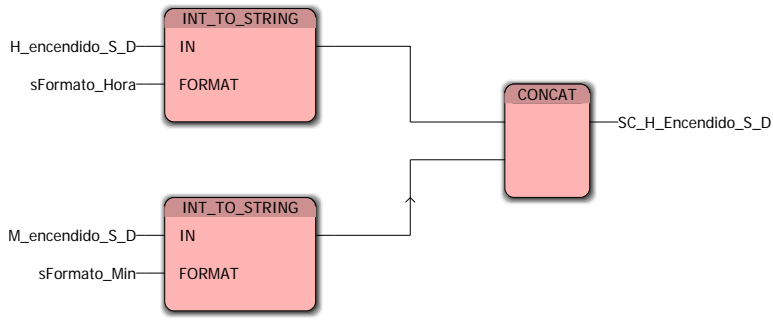 INT_TO_STRING
H_encendido_S_D IN
sFormato_Hora FORMAT
CONCAT
SC_H_Encendido_S_D
INT_TO_STRING
M_encendido_S_D IN
sFormato_Min FORMAT